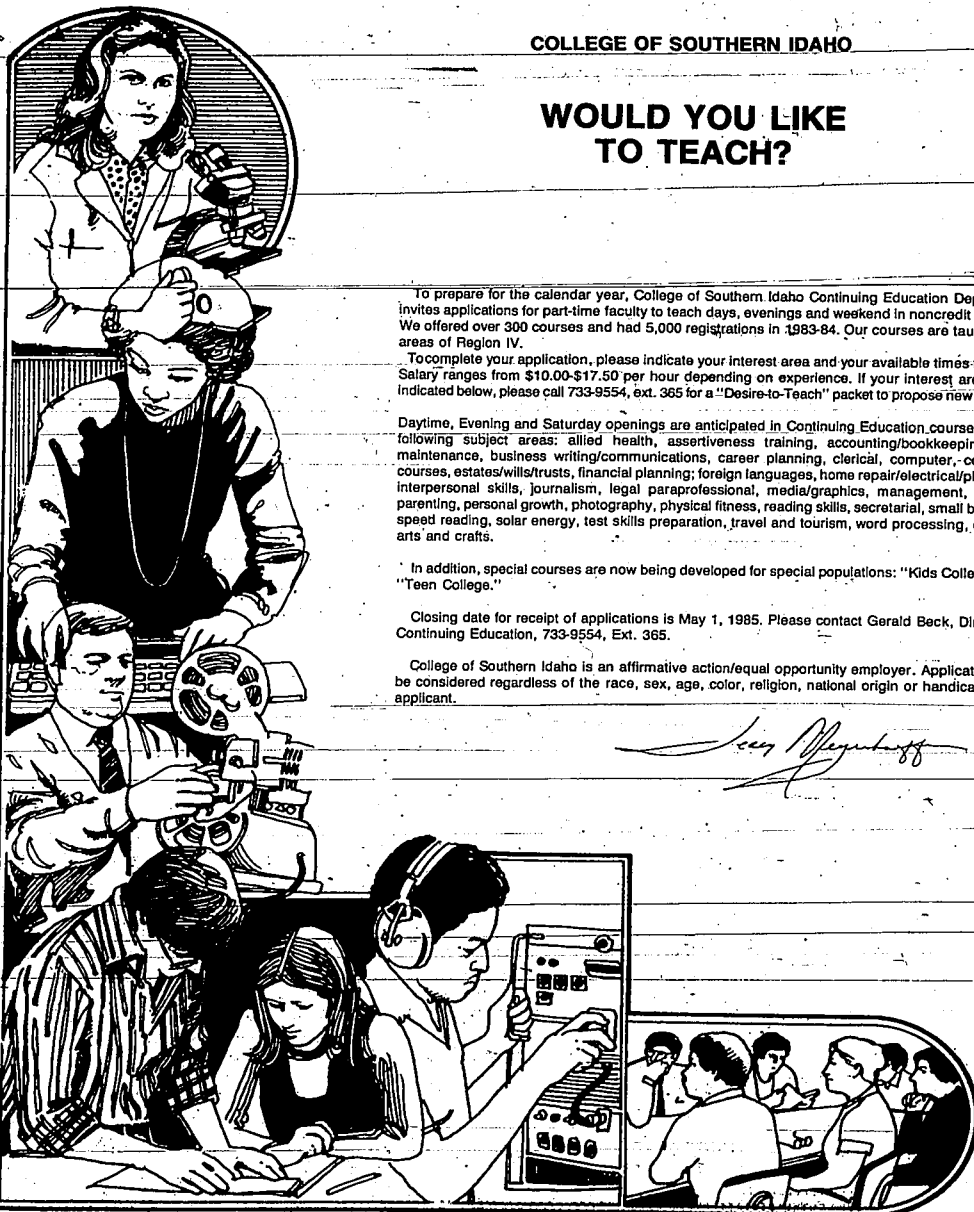 COLLEGE OF SOUTHERN IDAHO
WOULD YOU LIKE
TO TEACH?
To prepare for the calendar year, College of Southern Idaho Continuing Education
invites applications for part-time faculty to teach days, evenings and weekend in noncredit
We offered over 300 courses and had 5,000 registrations in 1983-84. Our courses are
areas of Region IV.
To complete your application, please indicate your interest area and your available times
Salary ranges from $10.00-$17.50 per hour depending on experience. If your interest
indicated below, please call 733-9554, ext. 365 for a "Desire-to-Teach" packet to propose new
Daytime, Evening and Saturday openings are anticipated in Continuing Education
following subject areas: allied health, assertiveness training,
maintenance, business writing/communications, career planning, clerical, computer,
courses, estates/wills/trusts, financial planning; foreign languages, home
interpersonal skills, journalism, legal paraprofessional, media/graphics, management,
parenting, personal growth, photography, physical fitness, reading skills, secretarial, small
speed reading, solar energy, test skills preparation, travel and tourism, word processing,
arts and crafts.
In addition, special courses are now being developed for special populations: "Kids
"Teen College."
Closing date for receipt of applications is May 1, 1985. Please contact Gerald Beck,
Continuing Education, 733-9554, Ext. 365.
College of Southern Idaho is an affirmative action/equal opportunity employer.
be considered regardless of the race, sex, age, color, religion, national origin or
applicant.